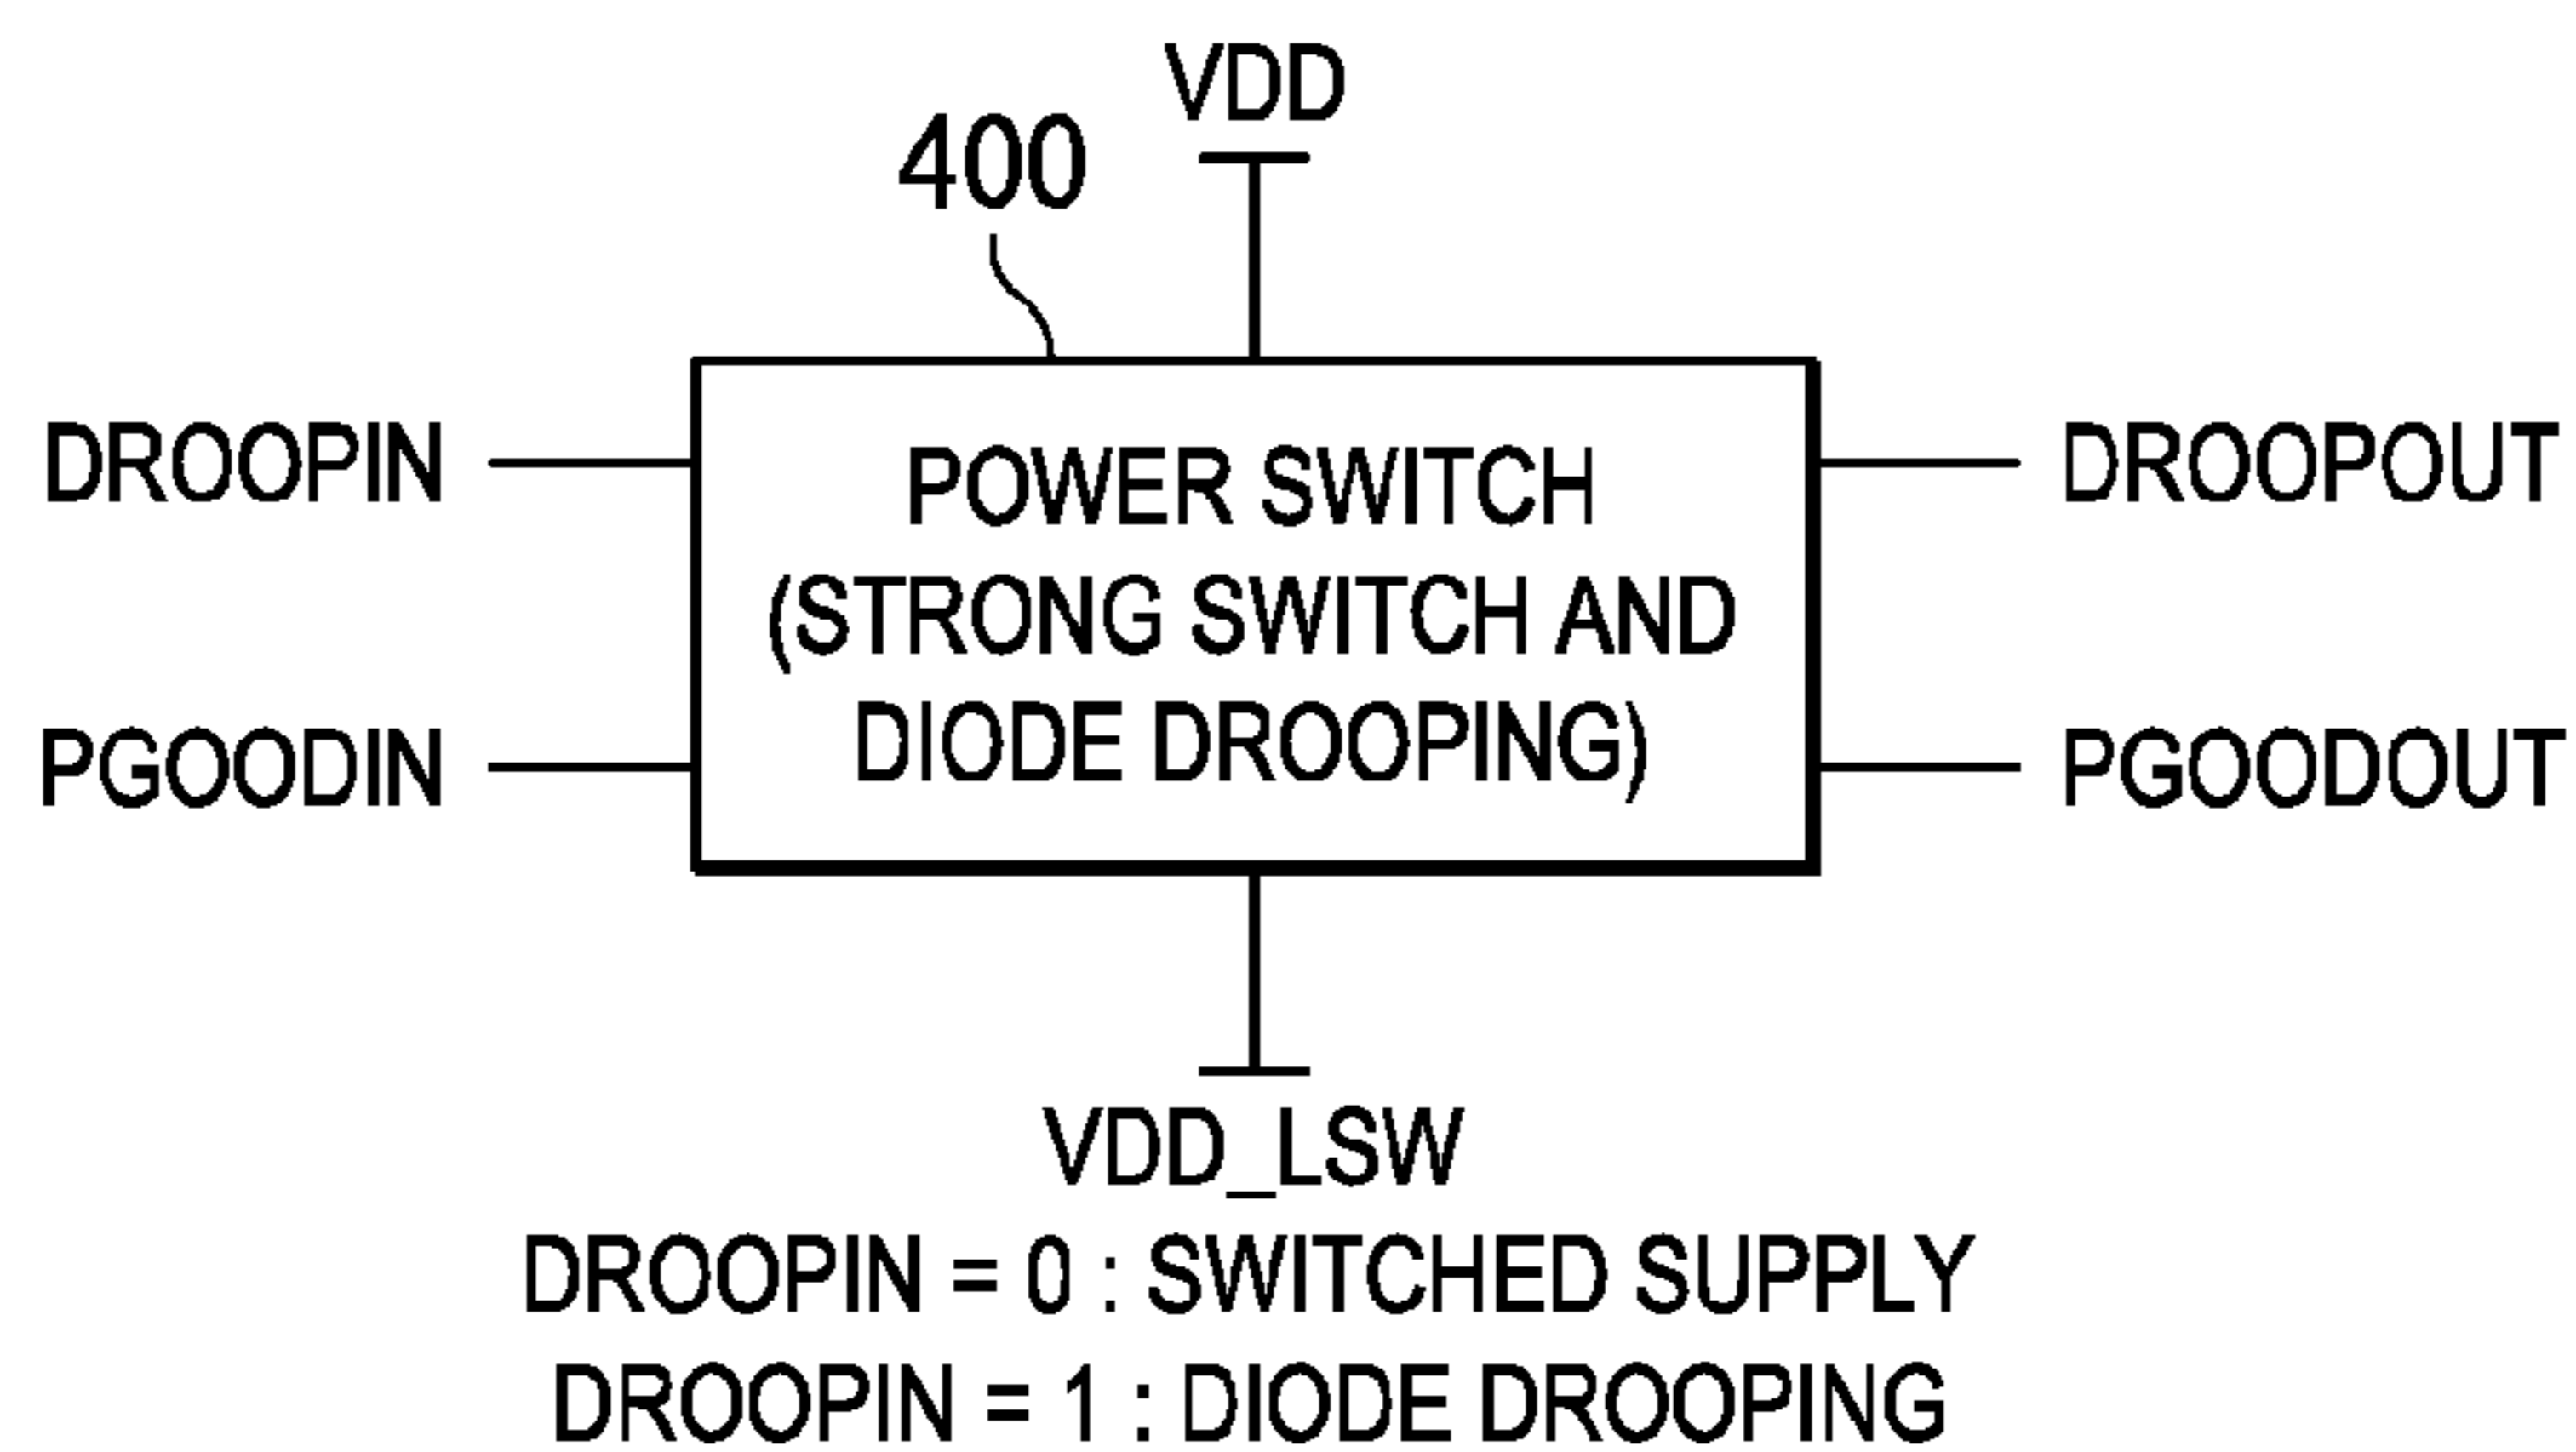 VDD
400
DROOPIN
POWER SWITCH
(STRONG SWITCH AND
DIODE DROOPING)
DROOPOUT
PGOODIN
PGOODOUT
VDD_LSW
DROOPIN = 0 : SWITCHED SUPPLY
DROOPIN = 1 : DIODE DROOPING